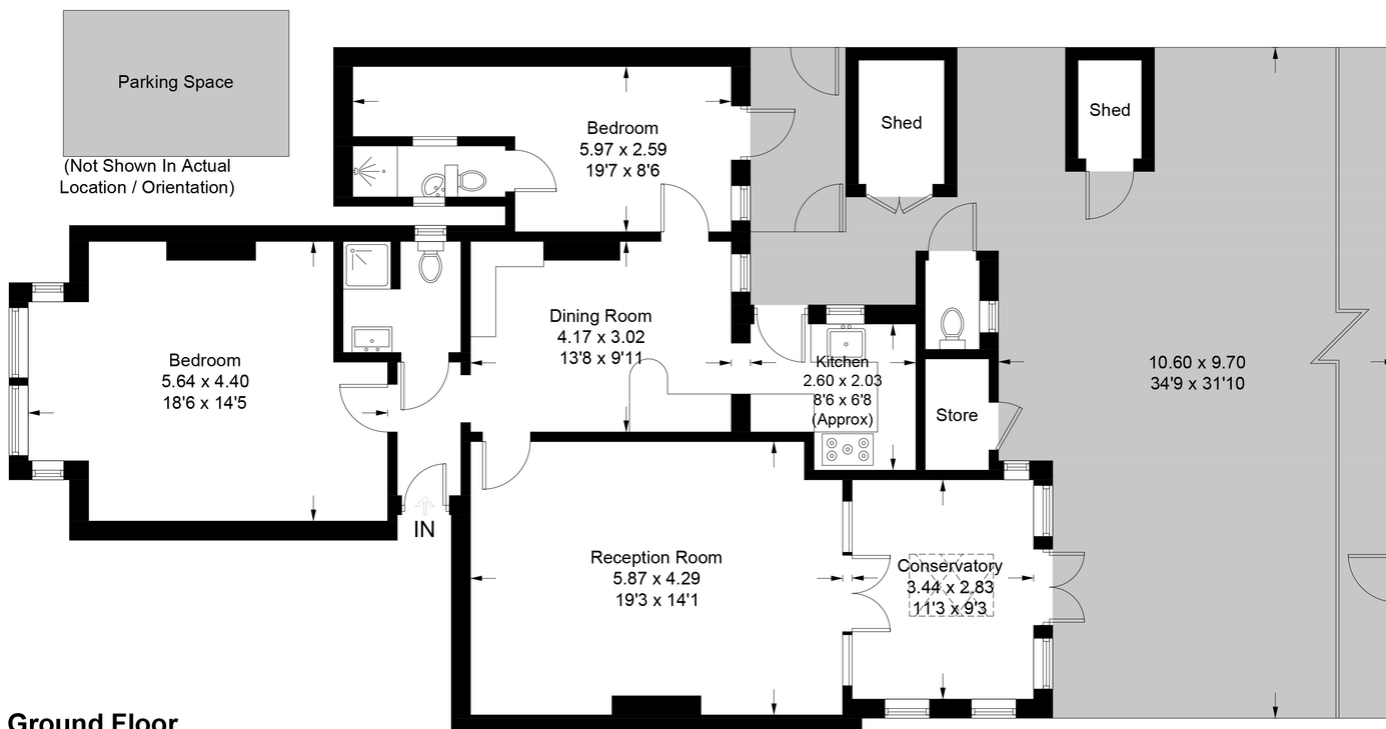 Parking Space
(Not Shown In Actual
Location / Orientation)
Bedroom
5.97 x 2.59
19'7 x 8'6
Shed
Shed
Bedroom
5.64 x 4.40
18'6 x 14'5
Dining Room
4.17 x 3.02
13'8 x 9'11
Kitchen
2.60 x 2.03
8'6 x 6'8
(Approx)
Store
10.60 x 9.70
34'9 x 31'10
IN
Reception Room
5.87 x 4.29
19'3 x 14'1
Conservatory
3.44 x 2.83
11'3 x 9'3
Ground Floor